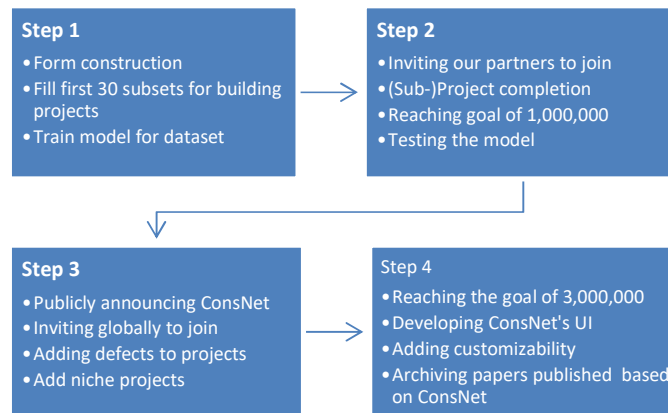 Step 1
• Form construction
• Fill first 30 subsets for building
projects
• Train model for dataset
Step 2
• Inviting our partners to join
• (Sub-)Project completion
• Reaching goal of 1,000,000
• Testing the model
Step 3
• Publicly announcing ConsNet
• Inviting globally to join
• Adding defects to projects
• Add niche projects
Step 4
• Reaching the goal of 3,000,000
• Developing ConsNet's UI
• Adding customizability
• Archiving papers published based
on ConsNet